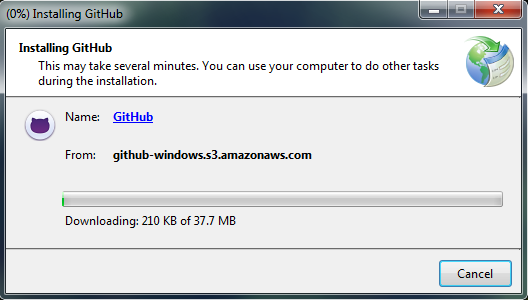 (0%) Installing GitHub
Installing GitHub
This may take several minutes. You can use your computer to do other tasks
during the installation.
Name: GitHub
From: github-windows.s3.amazonaws.com
Downloading: 210 KB of 37.7 MB
Cancel